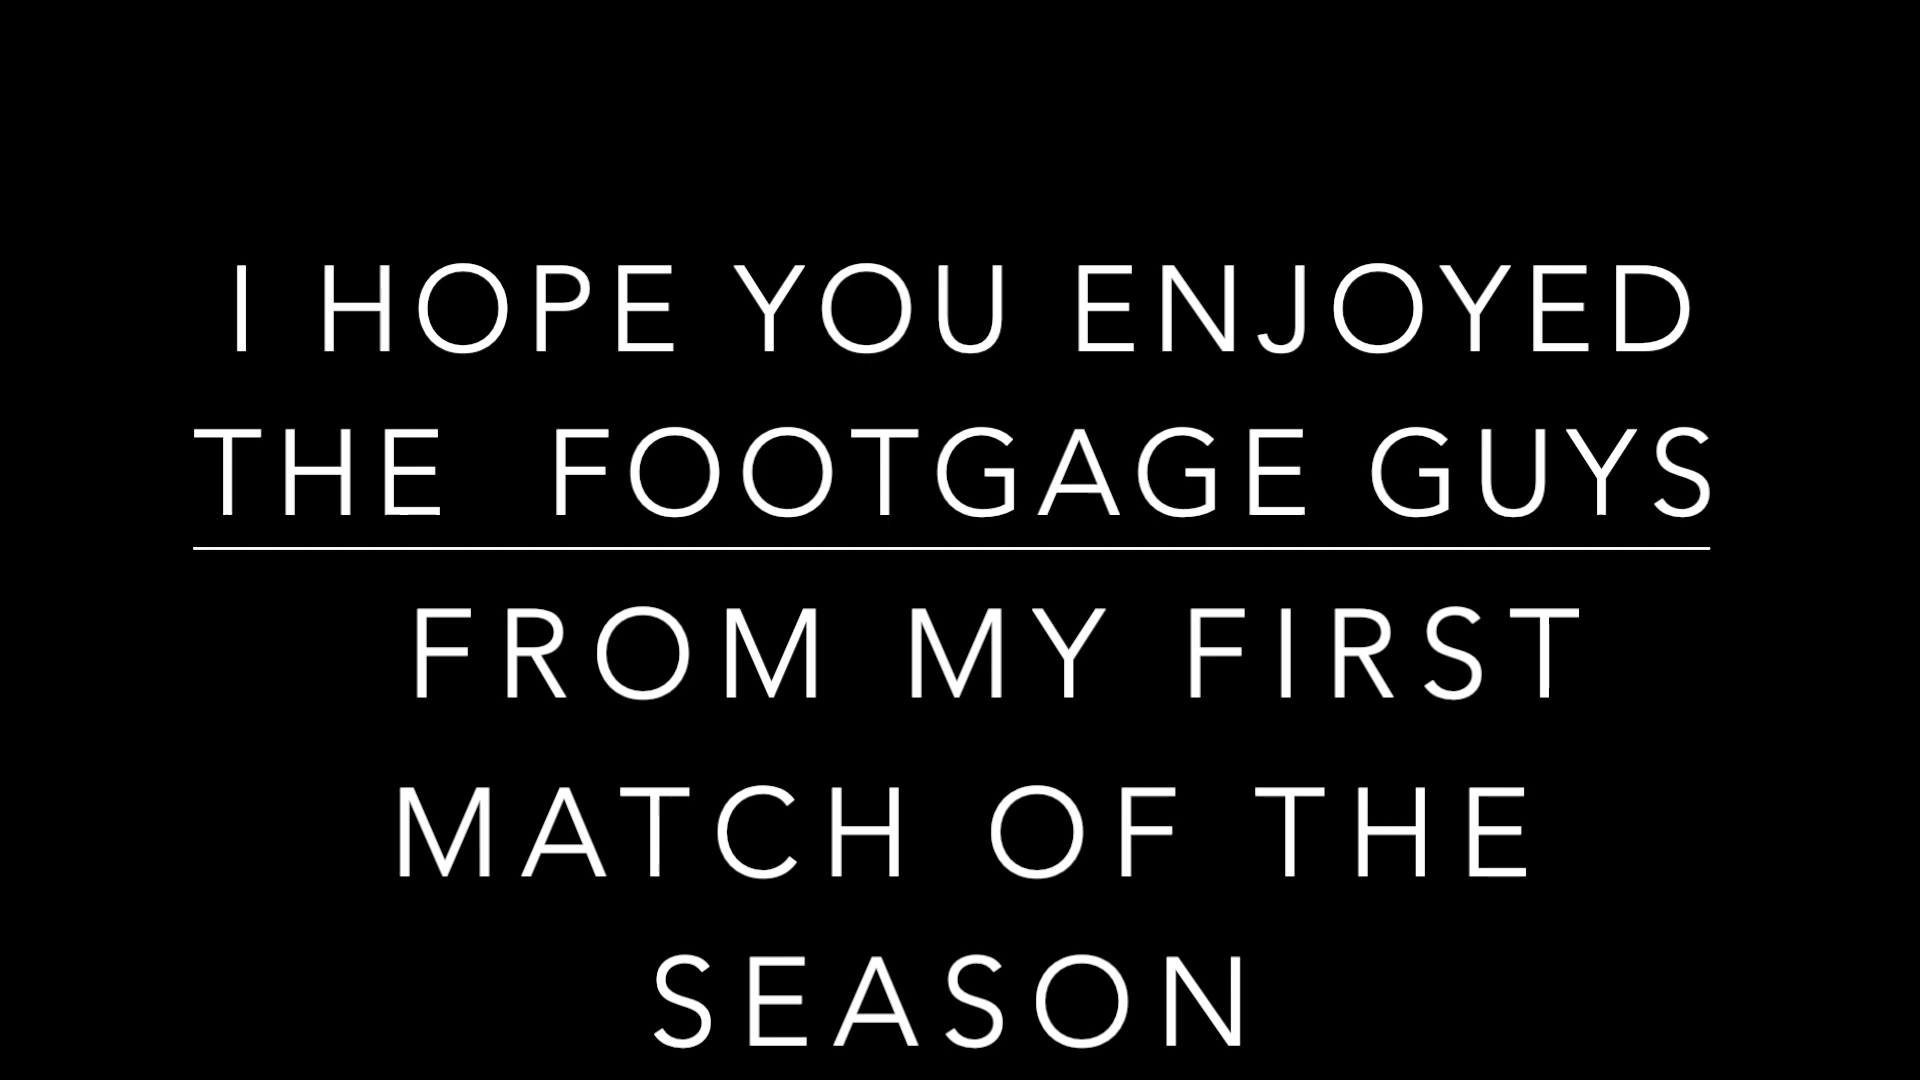 I HOPE YOU ENJOYED
THE FOOTGAGE GUYS
FROM MY FIRST
MATCH OF THE
SEASON